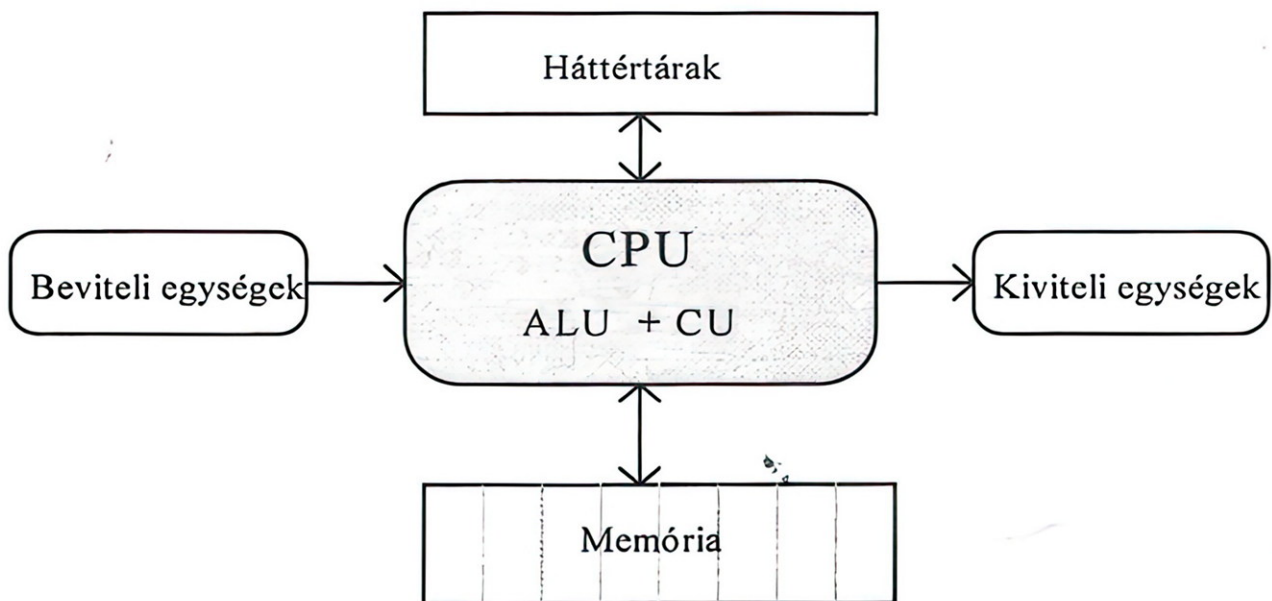 Háttértárak
CPU
ALU + CU
Beviteli egységek
Kiviteli egységek
Memória